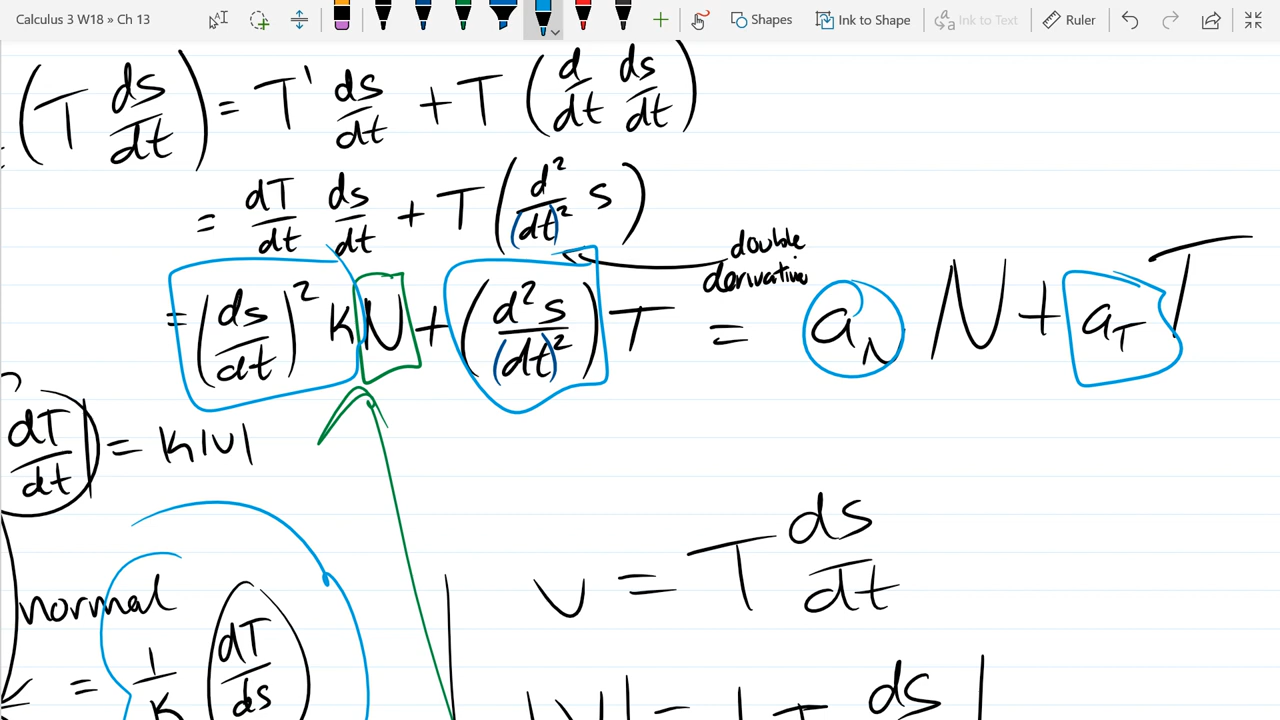 Calculus 3 W18 » Ch 13
Shapes
Ink to Shape
Ink to Text
Ruler
(T ds/dt) = T' ds/dt + T (d/dt ds/dt)
= dT/dt ds/dt + T (d²/(dt)² s)
double
derivative
= (ds/dt)² K N + (d²s/(dt)²) T = a_N N + a_T T
dT/dt| = K|v|
v = T ds/dt
normal
= 1/K dT/ds
|v| = |T ds